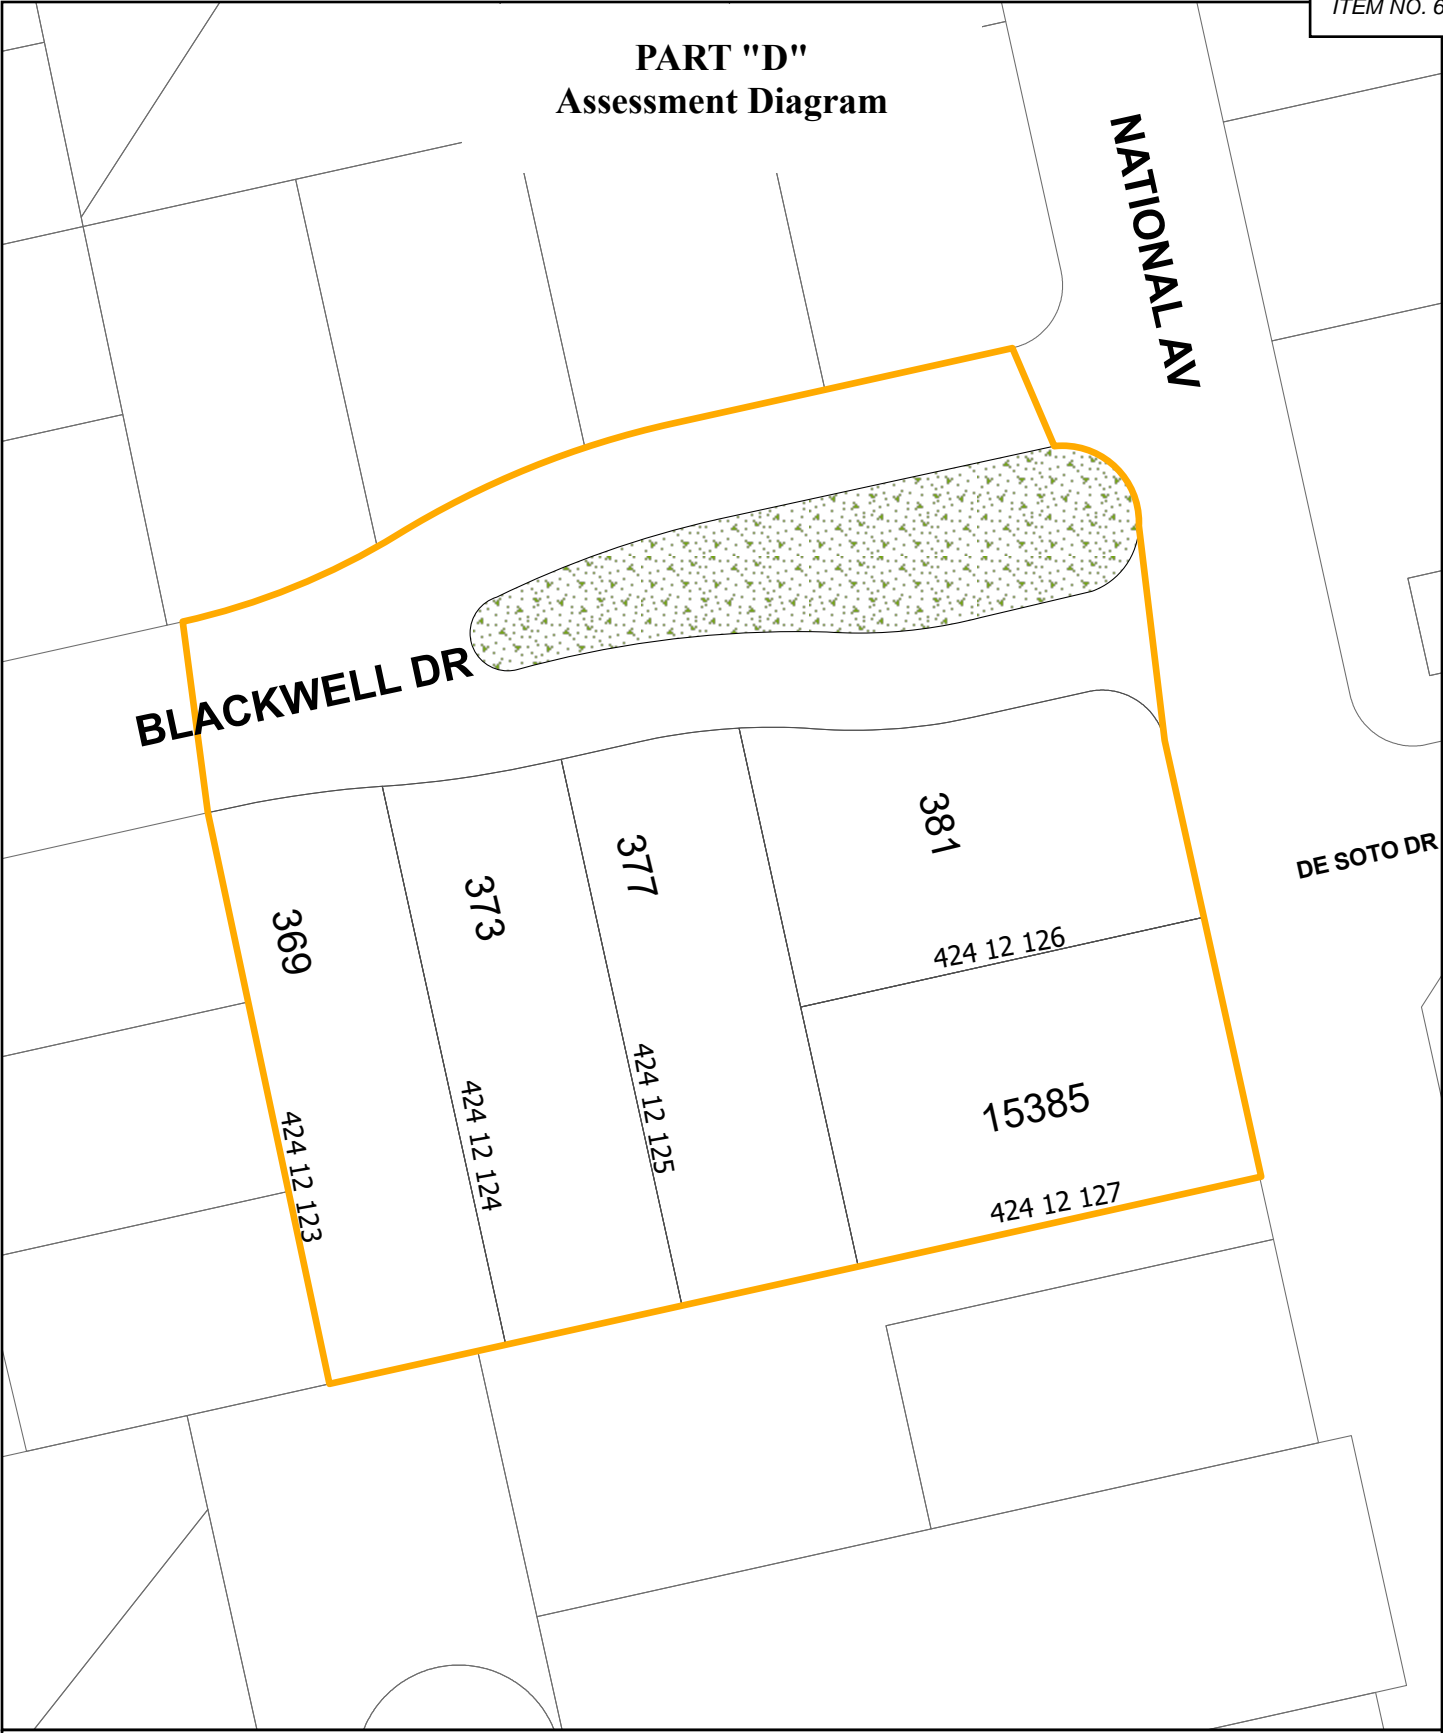 ITEM NO. 6
PART "D"
Assessment Diagram
NATIONAL AV
BLACKWELL DR
DE SOTO DR
369
373
377
381
424 12 126
15385
424 12 123
424 12 124
424 12 125
424 12 127